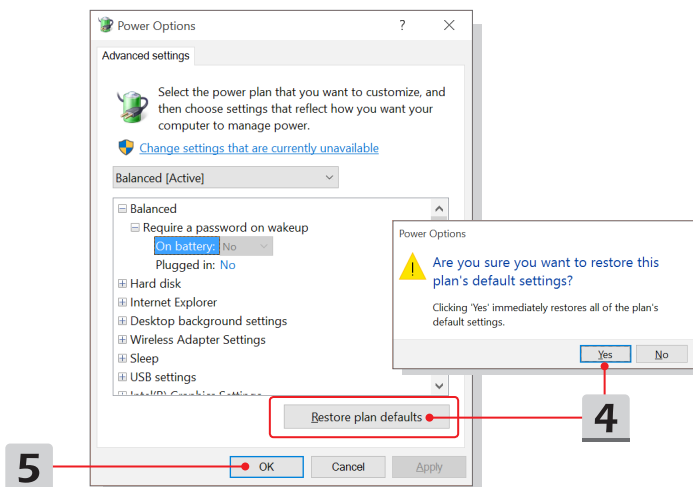 Power Options
?
Advanced settings
Select the power plan that you want to customize, and
then choose settings that reflect how you want your
computer to manage power.
Change settings that are currently unavailable
Balanced [Active]
Balanced
Require a password on wakeup
On battery: No
Plugged in: No
Hard disk
Internet Explorer
Desktop background settings
Wireless Adapter Settings
Sleep
USB settings
Intel(R) Graphics Settings
Restore plan defaults
OK
Cancel
Apply
Power Options
Are you sure you want to restore this
plan's default settings?
Clicking 'Yes' immediately restores all of the plan's
default settings.
Yes
No
4
5